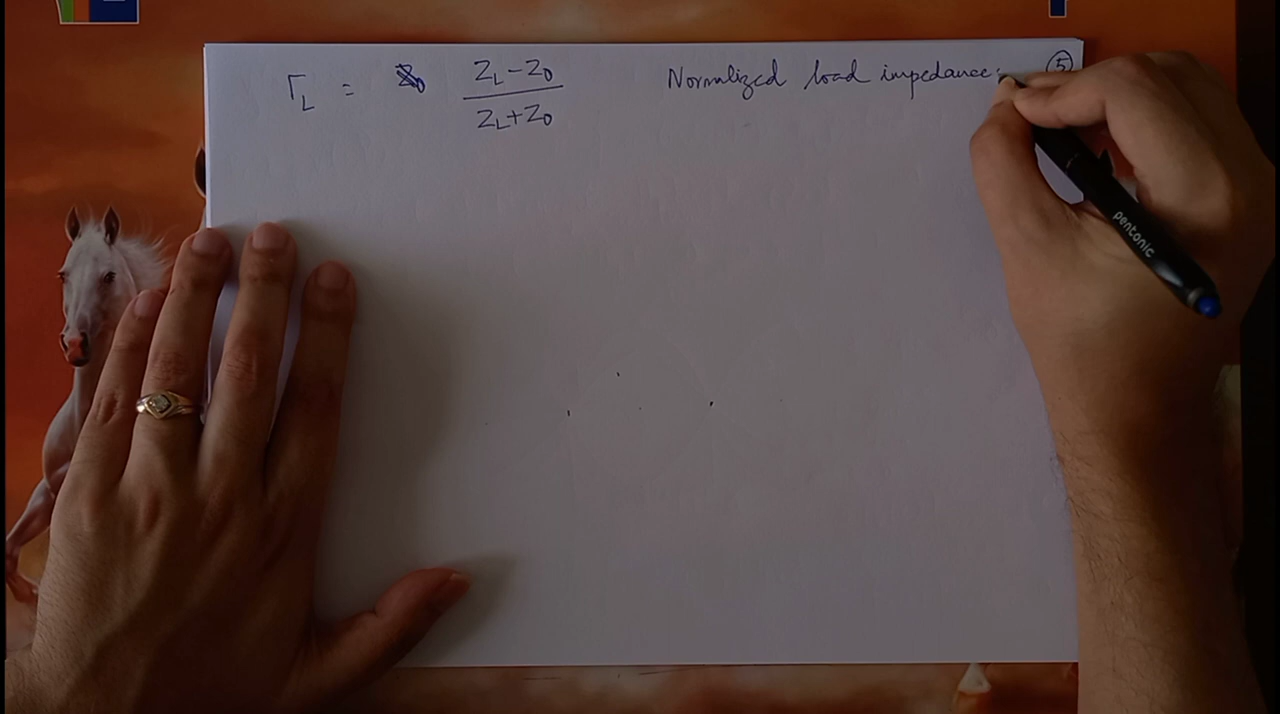 Γ_L = (Z_L - Z_0) / (Z_L + Z_0)
Normalized load impedance:
5
pentonic